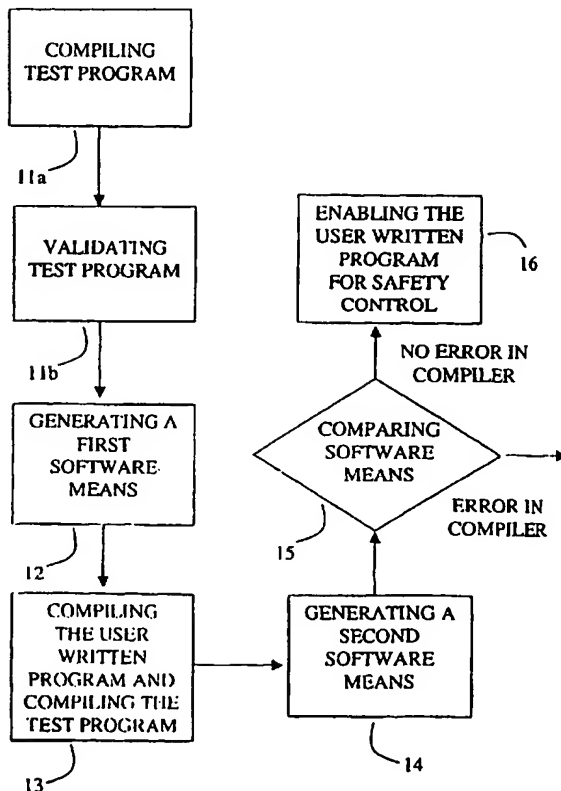 COMPILING
TEST PROGRAM
11a
VALIDATING
TEST PROGRAM
11b
GENERATING A
FIRST
SOFTWARE
MEANS
12
COMPILING
THE USER
WRITTEN
PROGRAM AND
COMPILING THE
TEST PROGRAM
13
GENERATING A
SECOND
SOFTWARE
MEANS
14
COMPARING
SOFTWARE
MEANS
15
ERROR IN
COMPILER
NO ERROR IN
COMPILER
ENABLING THE
USER WRITTEN
PROGRAM
FOR SAFETY
CONTROL
16